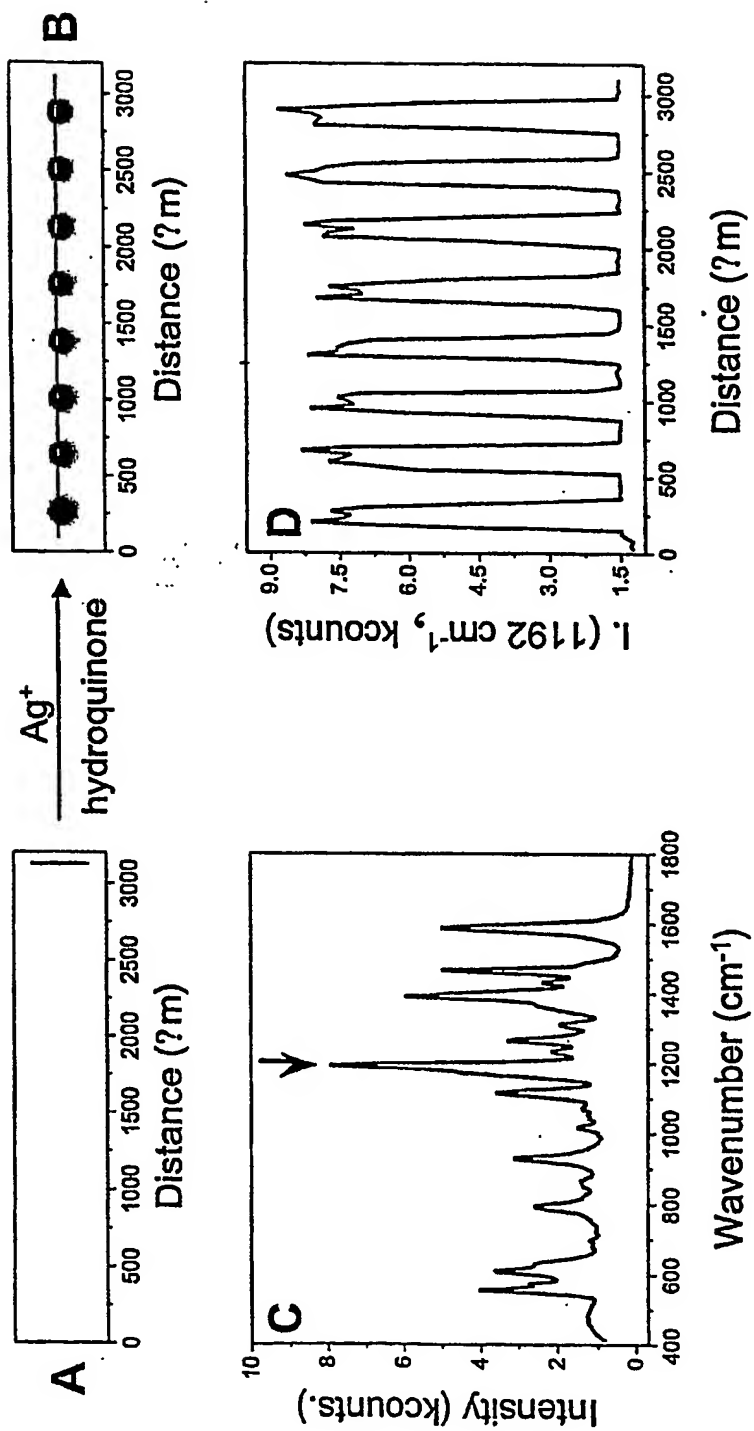 A
0 500 1000 1500 2000 2500 3000
Distance (?m)
Ag+
hydroquinone
B
0 500 1000 1500 2000 2500 3000
Distance (?m)
C
10
8
6
4
2
0
Intensity (kcounts.)
400 600 800 1000 1200 1400 1600 1800
Wavenumber (cm-1)
D
9.0
7.5
6.0
4.5
3.0
1.5
I. (1192 cm-1, kcounts)
0 500 1000 1500 2000 2500 3000
Distance (?m)